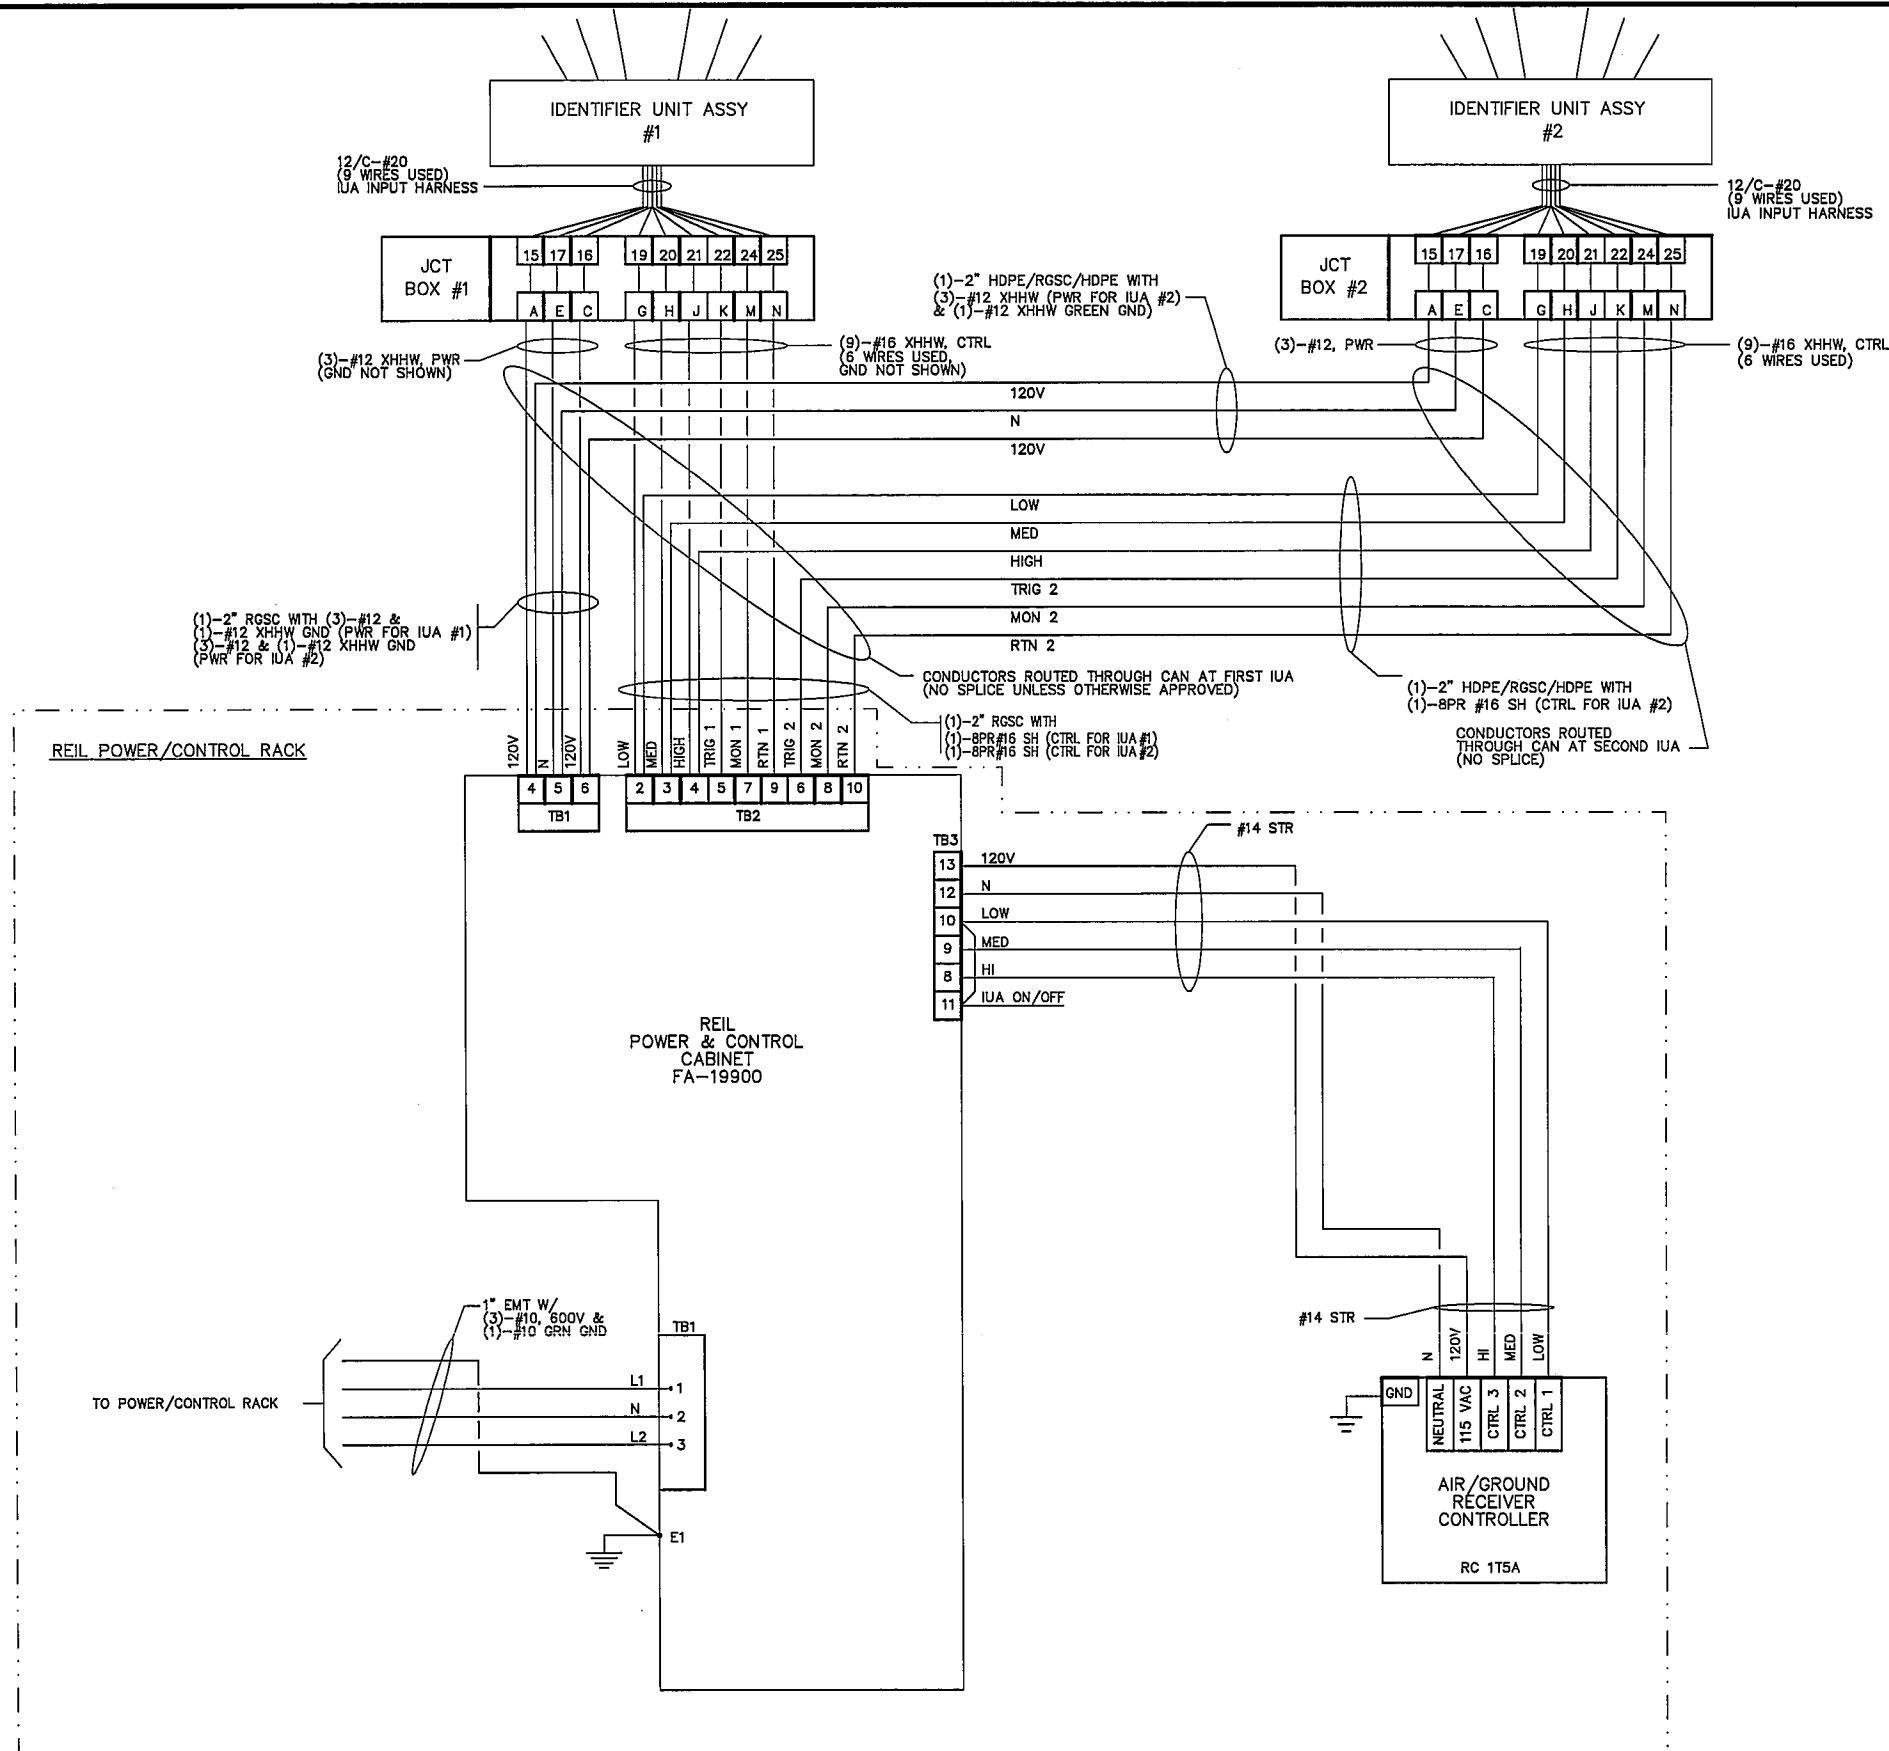 IDENTIFIER UNIT ASSY
#1
IDENTIFIER UNIT ASSY
#2
12/C-#20
(9 WIRES USED)
IUA INPUT HARNESS
12/C-#20
(9 WIRES USED)
IUA INPUT HARNESS
JCT
BOX #1
15 17 16 19 20 21 22 24 25
A E C G H J K M N
JCT
BOX #2
15 17 16 19 20 21 22 24 25
A E C G H J K M N
(1)-2" HDPE/RGSC/HDPE WITH
(3)-#12 XHHW (PWR FOR IUA #2)
& (1)-#12 XHHW GREEN GND)
(3)-#12 XHHW, PWR
(GND NOT SHOWN)
(9)-#16 XHHW, CTRL
(6 WIRES USED,
GND NOT SHOWN)
(3)-#12, PWR
(9)-#16 XHHW, CTRL
(6 WIRES USED)
120V
N
120V
LOW
MED
HIGH
TRIG 2
MON 2
RTN 2
(1)-2" RGSC WITH (3)-#12 &
(1)-#12 XHHW GND (PWR FOR IUA #1)
(3)-#12 & (1)-#12 XHHW GND
(PWR FOR IUA #2)
CONDUCTORS ROUTED THROUGH CAN AT FIRST IUA
(NO SPLICE UNLESS OTHERWISE APPROVED)
(1)-2" HDPE/RGSC/HDPE WITH
(1)-8PR #16 SH (CTRL FOR IUA #2)
(1)-2" RGSC WITH
(1)-8PR#16 SH (CTRL FOR IUA#1)
(1)-8PR#16 SH (CTRL FOR IUA#2)
CONDUCTORS ROUTED
THROUGH CAN AT SECOND IUA
(NO SPLICE)
REIL POWER/CONTROL RACK
120V
N
120V
LOW
MED
HIGH
TRIG 1
MON 1
RTN 1
TRIG 2
MON 2
RTN 2
4 5 6
TB1
2 3 4 5 7 9 6 8 10
TB2
#14 STR
TB3
13 120V
12 N
10 LOW
9 MED
8 HI
11 IUA ON/OFF
REIL
POWER & CONTROL
CABINET
FA-19900
1" EMT W/
(3)-#10, 600V &
(1)-#10 GRN GND
TB1
L1 1
N 2
L2 3
TO POWER/CONTROL RACK
E1
#14 STR
N
120V
HI
MED
LOW
GND
NEUTRAL
115 VAC
CTRL 3
CTRL 2
CTRL 1
AIR/GROUND
RECEIVER
CONTROLLER
RC 1T5A